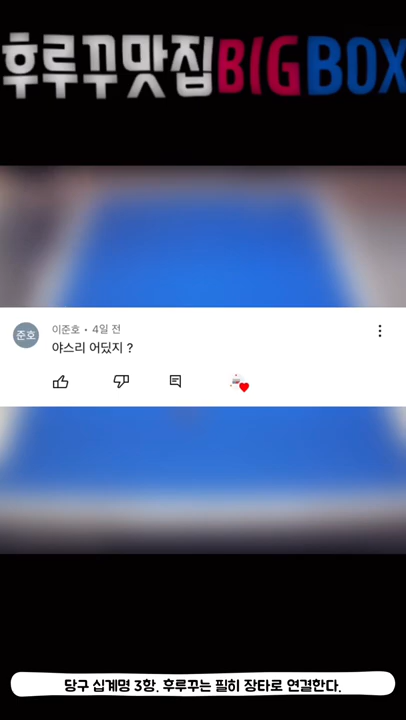 후루꾸맛집BIGBOX
준호
이준호 • 4일 전
야스리 어딨지 ?
당구 십계명 3항. 후루꾸는 필히 장타로 연결한다.